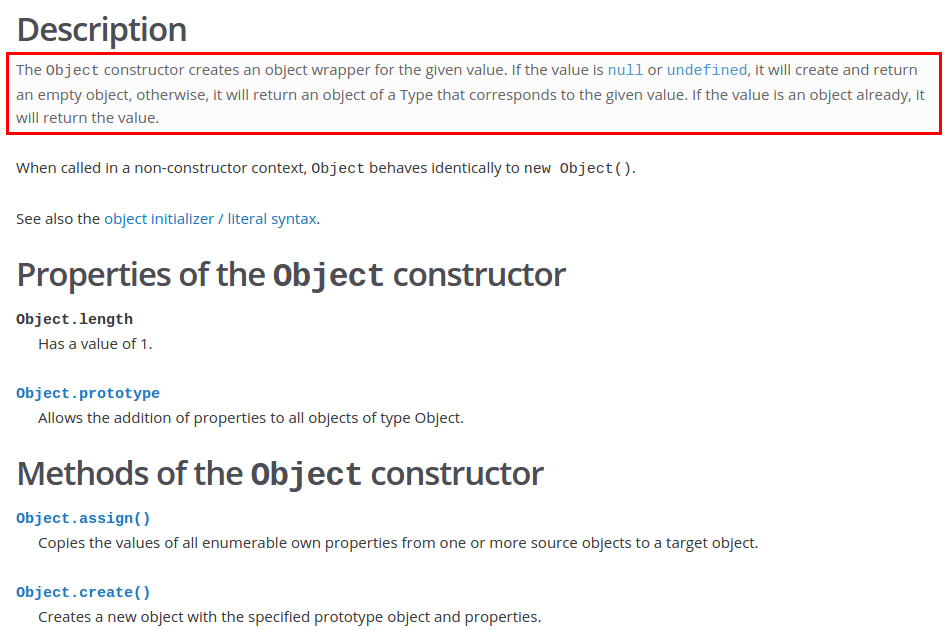 Description
The Object constructor creates an object wrapper for the given value. If the value is null or undefined, it will create and return
an empty object, otherwise, it will return an object of a Type that corresponds to the given value. If the value is an object already, it
will return the value.
When called in a non-constructor context, Object behaves identically to new Object().
See also the object initializer / literal syntax.
Properties of the Object constructor
Object.length
Has a value of 1.
Object.prototype
Allows the addition of properties to all objects of type Object.
Methods of the Object constructor
Object.assign()
Copies the values of all enumerable own properties from one or more source objects to a target object.
Object.create()
Creates a new object with the specified prototype object and properties.